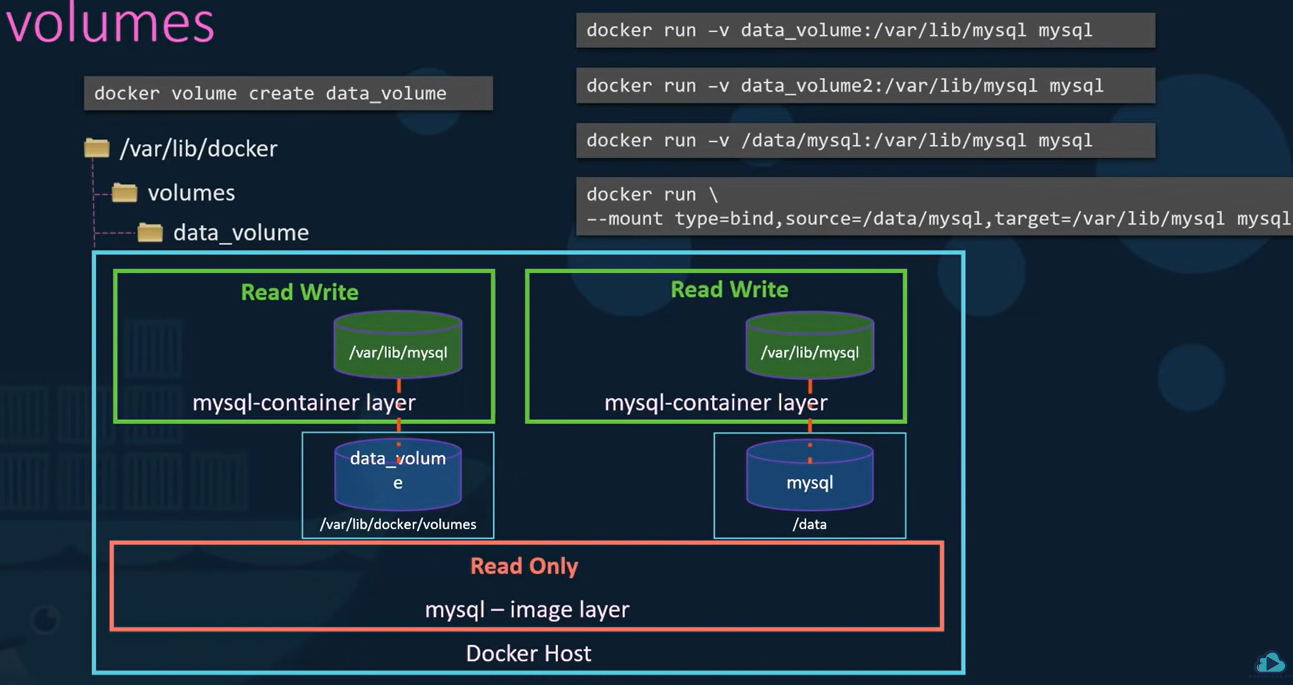 volumes
docker volume create data_volume
/var/lib/docker
volumes
data_volume
docker run –v data_volume:/var/lib/mysql mysql
docker run –v data_volume2:/var/lib/mysql mysql
docker run –v /data/mysql:/var/lib/mysql mysql
docker run \
--mount type=bind,source=/data/mysql,target=/var/lib/mysql mysql
Read Write
/var/lib/mysql
mysql-container layer
data_volum
e
/var/lib/docker/volumes
Read Write
/var/lib/mysql
mysql-container layer
mysql
/data
Read Only
mysql – image layer
Docker Host